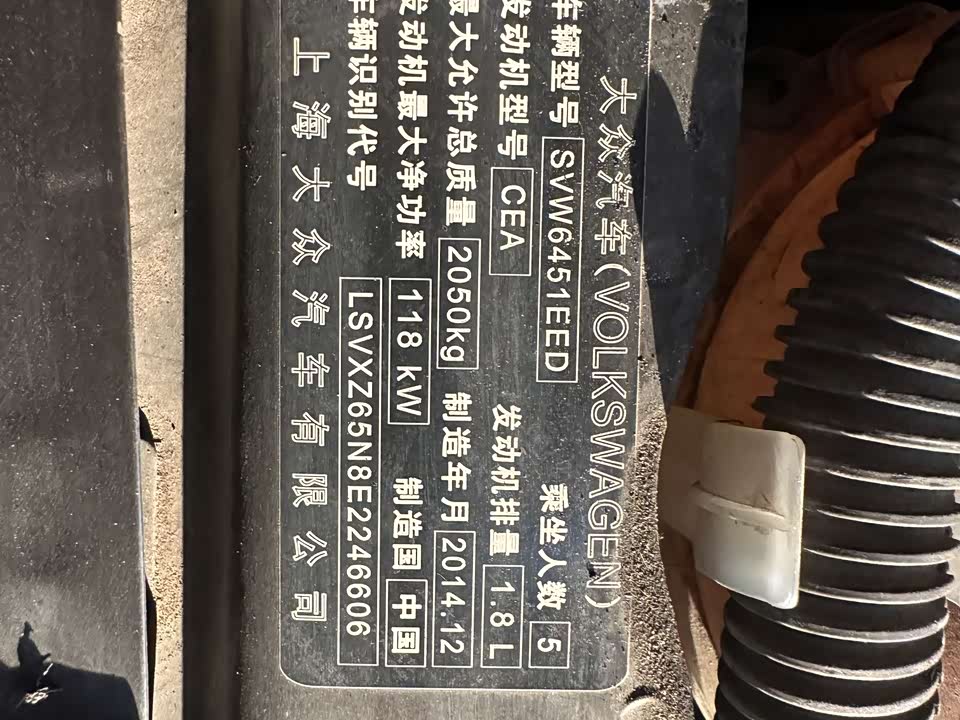 大众汽车(VOLKSWAGEN)
车辆型号 SVW6451EED 乘坐人数 5
发动机型号 CEA 发动机排量 1.8 L
最大允许总质量 2050kg 制造年月 2014.12
发动机最大净功率 118 kW 制造国 中国
车辆识别代号 LSVXZ65N8E2246606
上海大众汽车有限公司